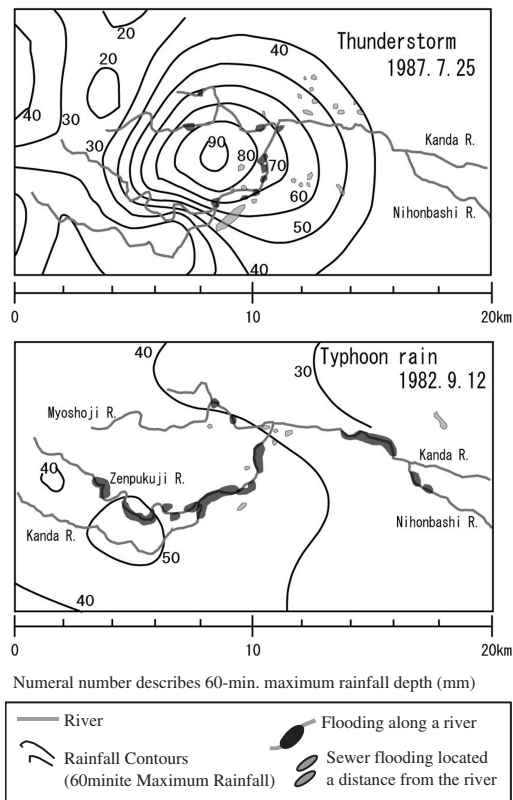 20
20
40
40
Thunderstorm
1987.7.25
30
30
90
80
70
60
50
40
Kanda R.
Nihonbashi R.
0
10
20km
40
30
Typhoon rain
1982.9.12
Myoshoji R.
40
Zenpukuji R.
Kanda R.
Kanda R.
Nihonbashi R.
50
40
0
10
20km
Numeral number describes 60-min. maximum rainfall depth (mm)
River
Rainfall Contours
(60minite Maximum Rainfall)
Flooding along a river
Sewer flooding located
a distance from the river